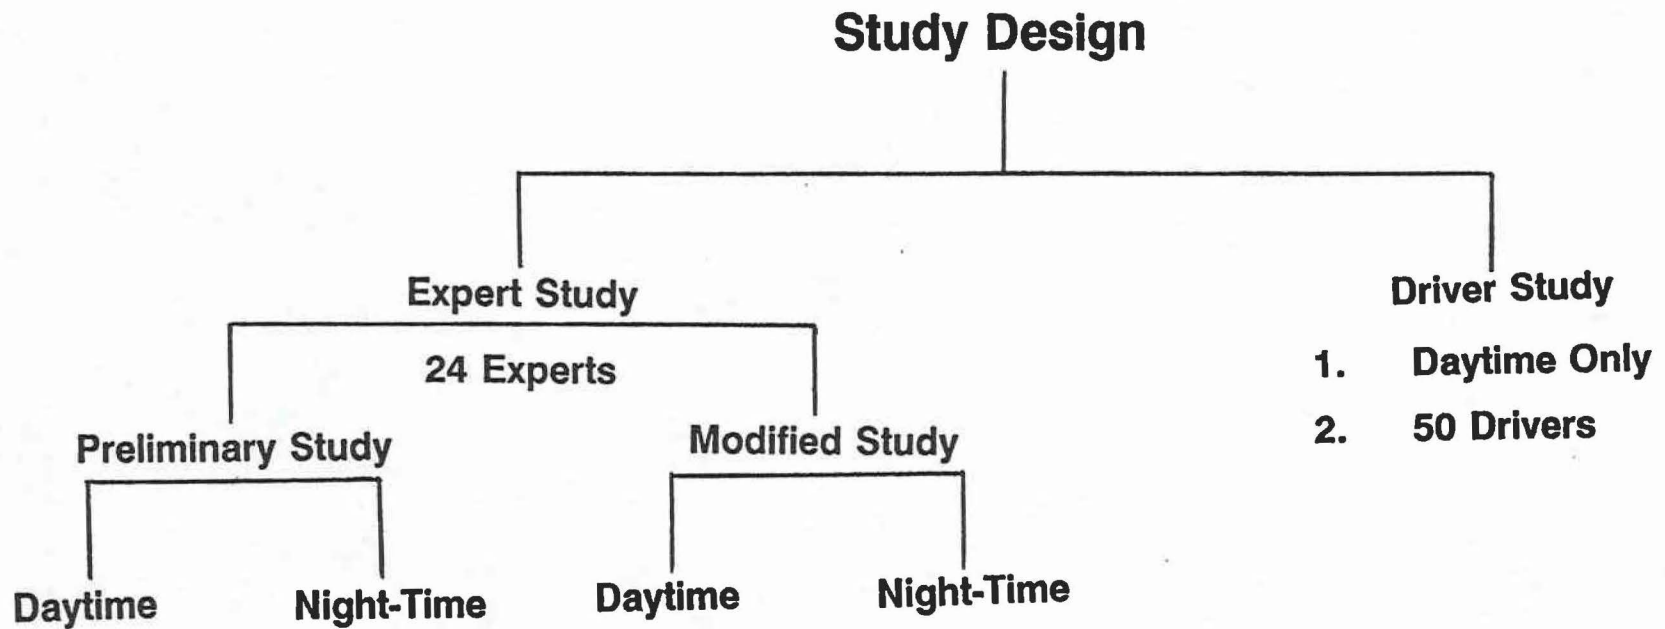 Study Design
Expert Study
Driver Study
24 Experts
1. Daytime Only
2. 50 Drivers
Preliminary Study
Modified Study
Daytime
Night-Time
Daytime
Night-Time